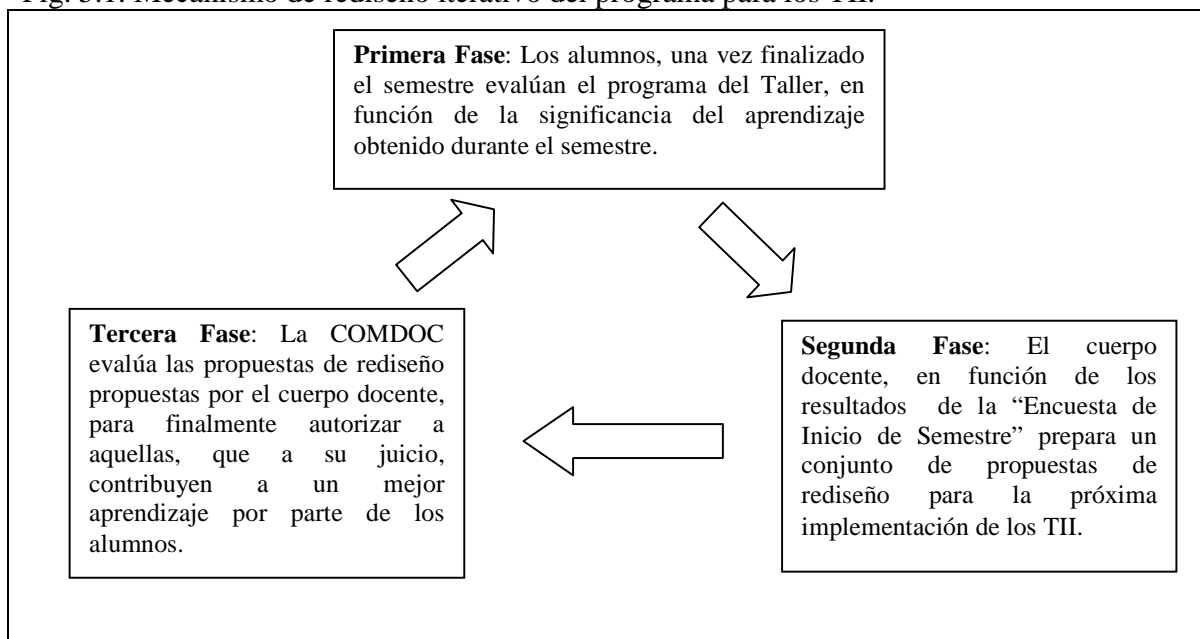 Fig. 3.1. Mecanismo de rediseño iterativo del programa para los TII.
Primera Fase: Los alumnos, una vez finalizado
el semestre evalúan el programa del Taller, en
función de la significancia del aprendizaje
obtenido durante el semestre.
Tercera Fase: La COMDOC
evalúa las propuestas de rediseño
propuestas por el cuerpo docente,
para finalmente autorizar a
aquellas, que a su juicio,
contribuyen a un mejor
aprendizaje por parte de los
alumnos.
Segunda Fase: El cuerpo
docente, en función de los
resultados de la “Encuesta de
Inicio de Semestre” prepara un
conjunto de propuestas de
rediseño para la próxima
implementación de los TII.